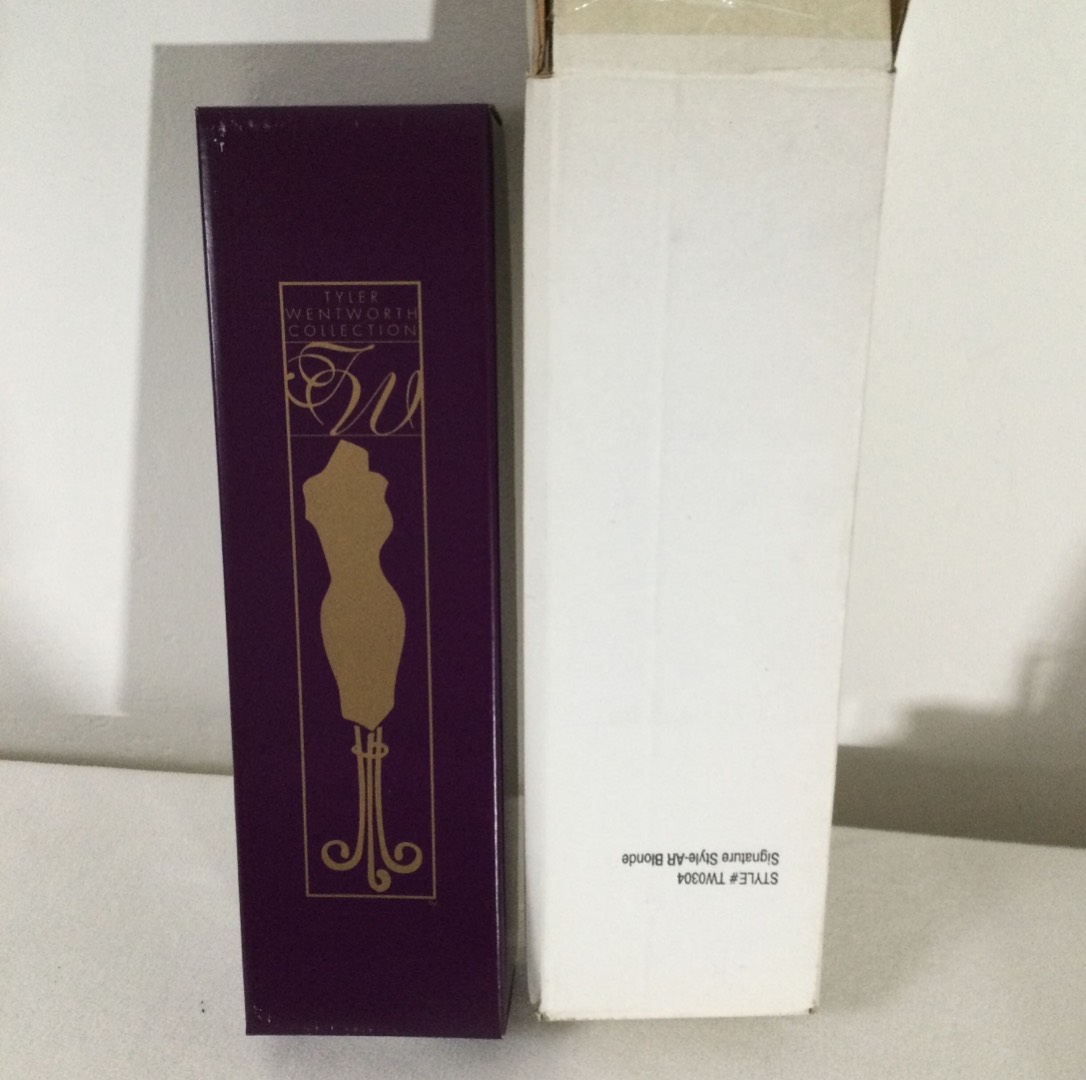 TYLER
WENTWORTH
COLLECTION
TW
STYLE# TW0304
Signature Style-AR Blonde